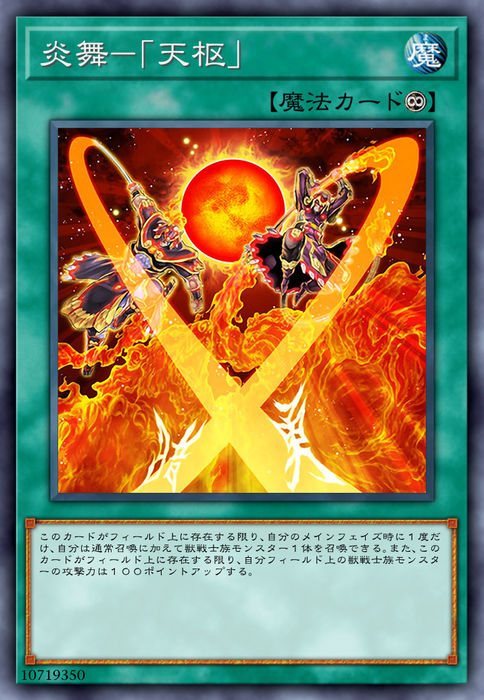 炎舞－「天枢」
魔
【魔法カード∞】
このカードがフィールド上に存在する限り、自分のメインフェイズ時に１度だ
け、自分は通常召喚に加えて獣戦士族モンスター１体を召喚できる。また、この
カードがフィールド上に存在する限り、自分フィールド上の獣戦士族モンスタ
ーの攻撃力は１００ポイントアップする。
10719350